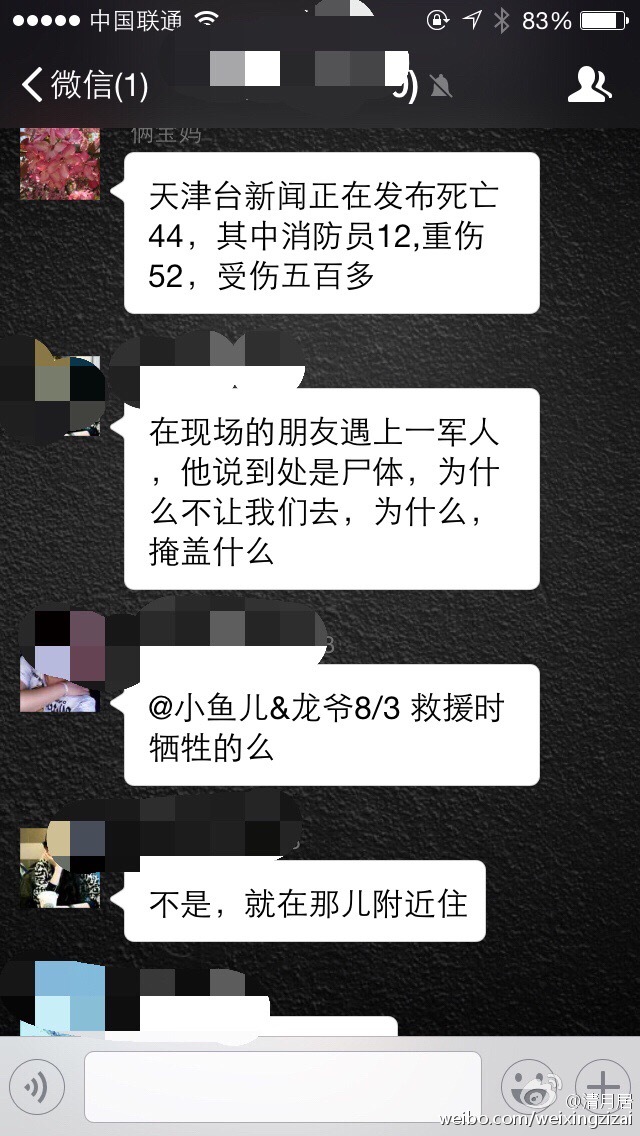 中国联通
83%
微信(1)
俩宝妈
天津台新闻正在发布死亡
44，其中消防员12,重伤
52，受伤五百多
在现场的朋友遇上一军人
，他说到处是尸体，为什
么不让我们去，为什么，
掩盖什么
@小鱼儿&龙爷8/3 救援时
牺牲的么
不是，就在那儿附近住
@清月居
weibo.com/weixingzizai